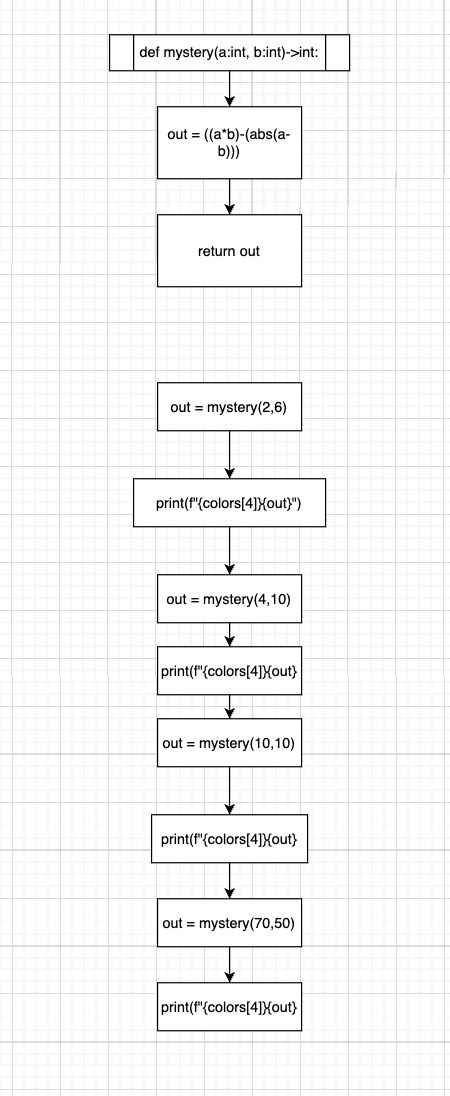 def mystery(a:int, b:int)->int:
out = ((a*b)-(abs(a-
b)))
return out
out = mystery(2,6)
print(f"{colors[4]}{out}")
out = mystery(4,10)
print(f"{colors[4]}{out}
out = mystery(10,10)
print(f"{colors[4]}{out}
out = mystery(70,50)
print(f"{colors[4]}{out}